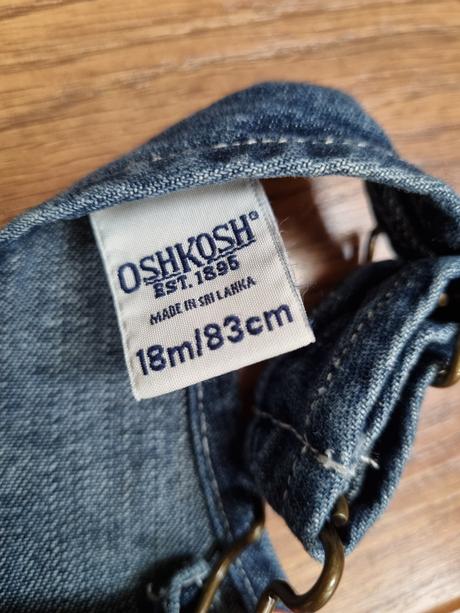 OSHKOSH®
EST. 1895
MADE IN SRI LANKA
18m/83cm